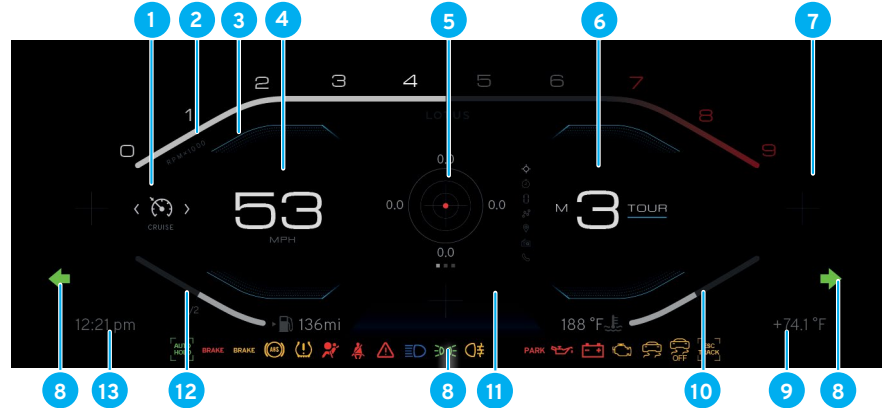 1 2 3 4 5 6 7
2 3 4 5 6 7
1 8
0 9
RPM×1000
LOTUS
0.0
0.0 0.0
0.0
CRUISE
53
MPH
M 3 TOUR
12:21 pm
/2
136mi
188 °F
+74.1 °F
AUTO HOLD
BRAKE BRAKE ABS
PARK
OFF
ESC TRACK
8 13 12 8 11 10 9 8